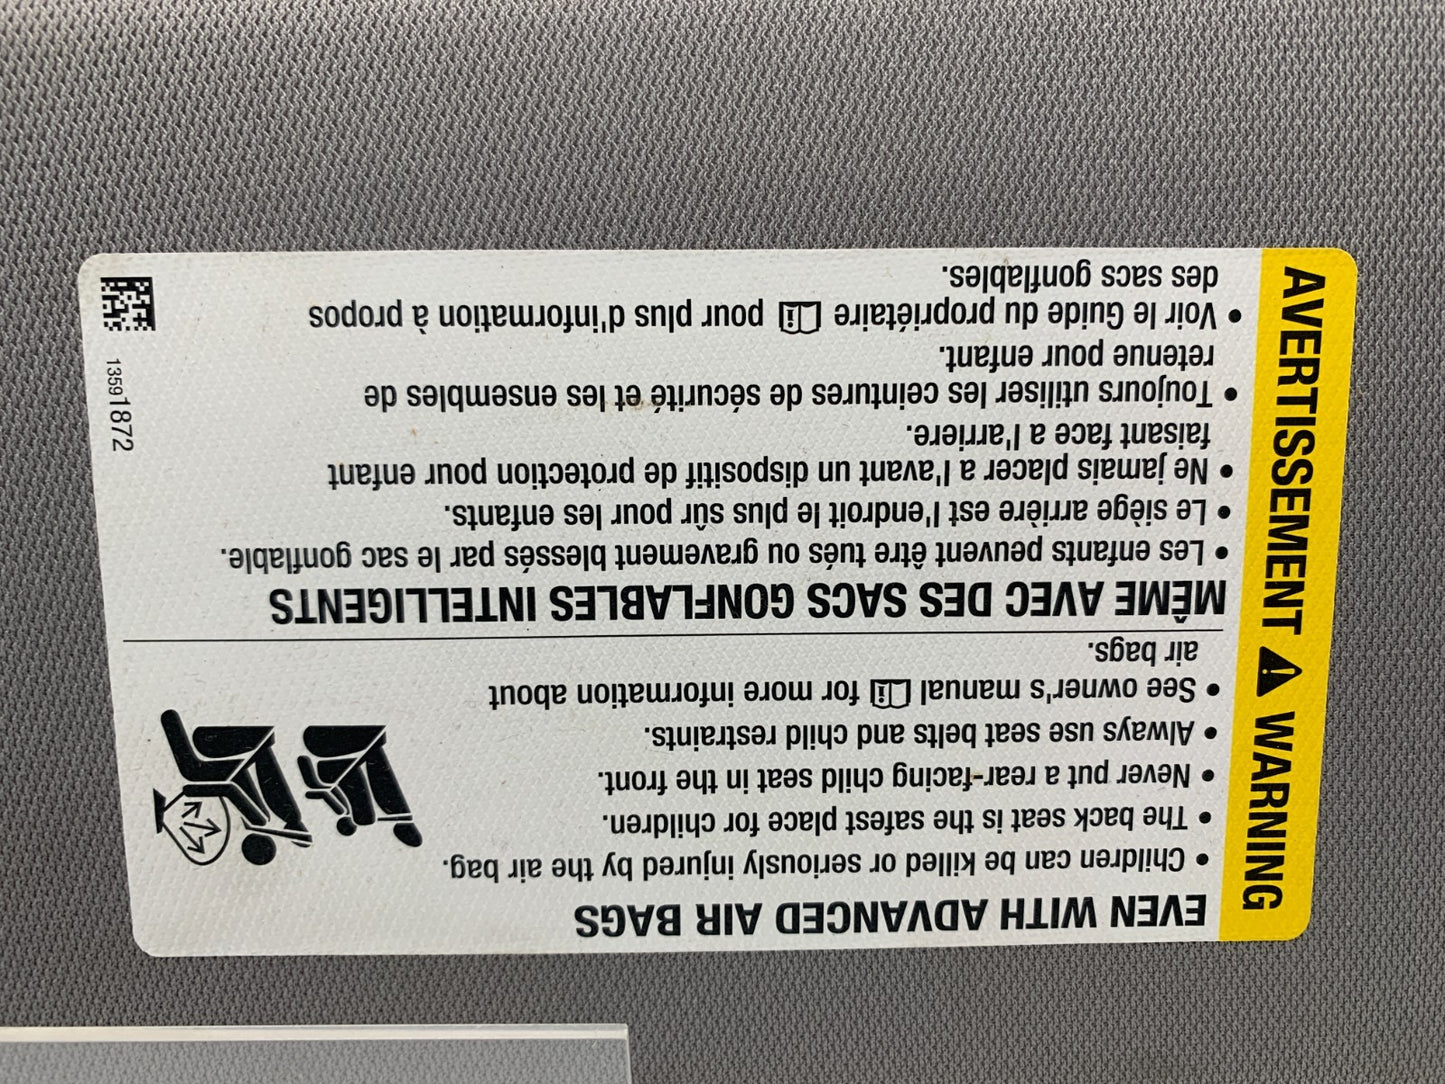 WARNING AVERTISSEMENT
EVEN WITH ADVANCED AIR BAGS
• Children can be killed or seriously injured by the air bag.
• The back seat is the safest place for children.
• Never put a rear-facing child seat in the front.
• Always use seat belts and child restraints.
• See owner's manual for more information about
air bags.
MÊME AVEC DES SACS GONFLABLES INTELLIGENTS
• Les enfants peuvent être tués ou gravement blessés par le sac gonflable.
• Le siège arrière est l'endroit le plus sûr pour les enfants.
• Ne jamais placer a l'avant un dispositif de protection pour enfant
faisant face a l'arriere.
• Toujours utiliser les ceintures de sécurité et les ensembles de
retenue pour enfant.
• Voir le Guide du propriétaire pour plus d'information à propos
des sacs gonflables.
13591872